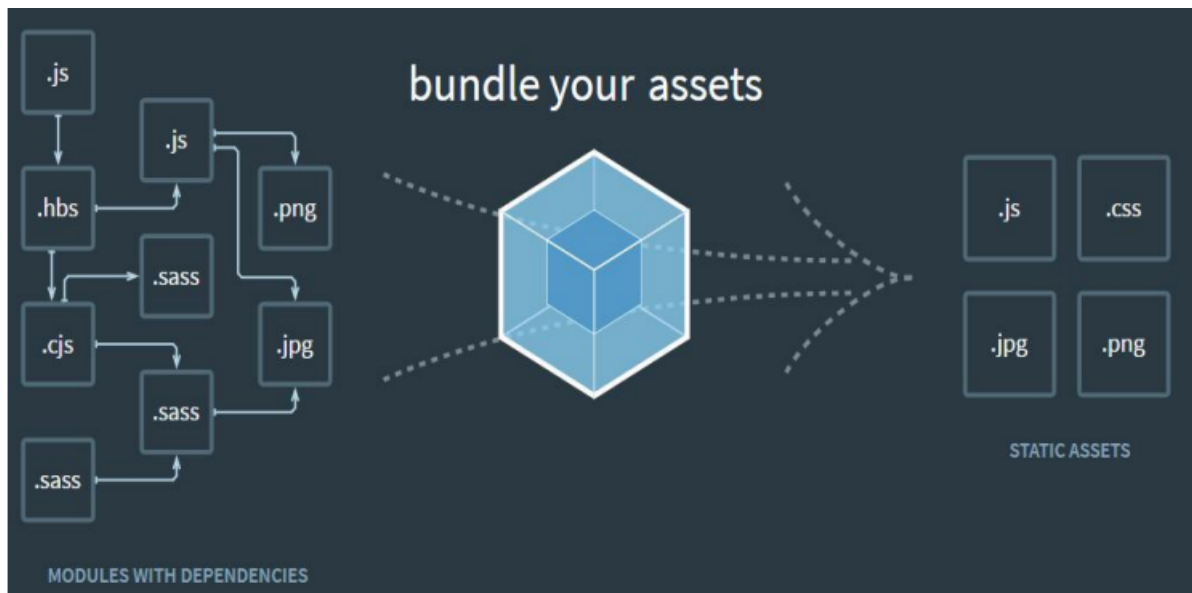 bundle your assets
.js
.js
.hbs
.png
.sass
.cjs
.jpg
.sass
.sass
MODULES WITH DEPENDENCIES
.js
.css
.jpg
.png
STATIC ASSETS